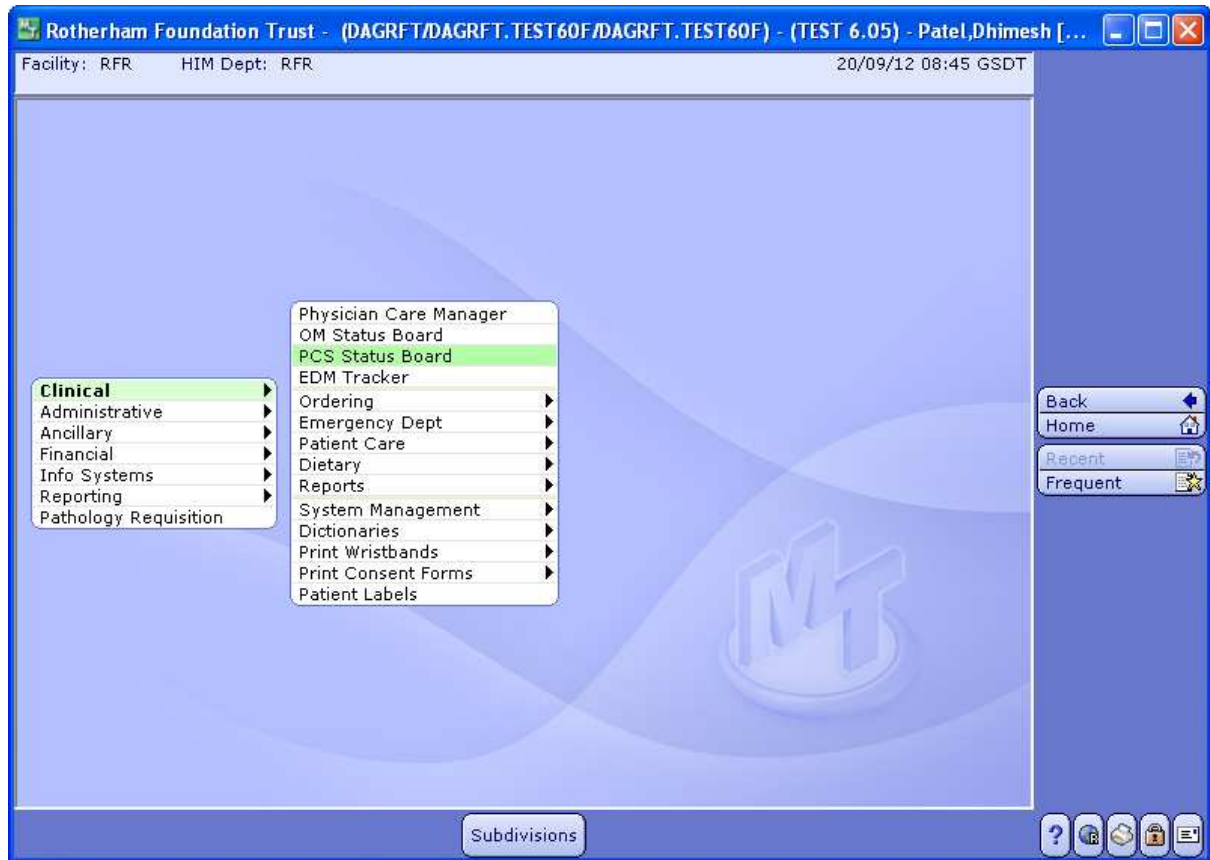 Rotherham Foundation Trust - (DAGRFT/DAGRFT.TEST60F/DAGRFT.TEST60F) - (TEST 6.05) - Patel,Dhimesh [...
Facility: RFR HIM Dept: RFR 20/09/12 08:45 GSDT
Clinical
Administrative
Ancillary
Financial
Info Systems
Reporting
Pathology Requisition
Physician Care Manager
OM Status Board
PCS Status Board
EDM Tracker
Ordering
Emergency Dept
Patient Care
Dietary
Reports
System Management
Dictionaries
Print Wristbands
Print Consent Forms
Patient Labels
Back
Home
Recent
Frequent
MT
Subdivisions
?